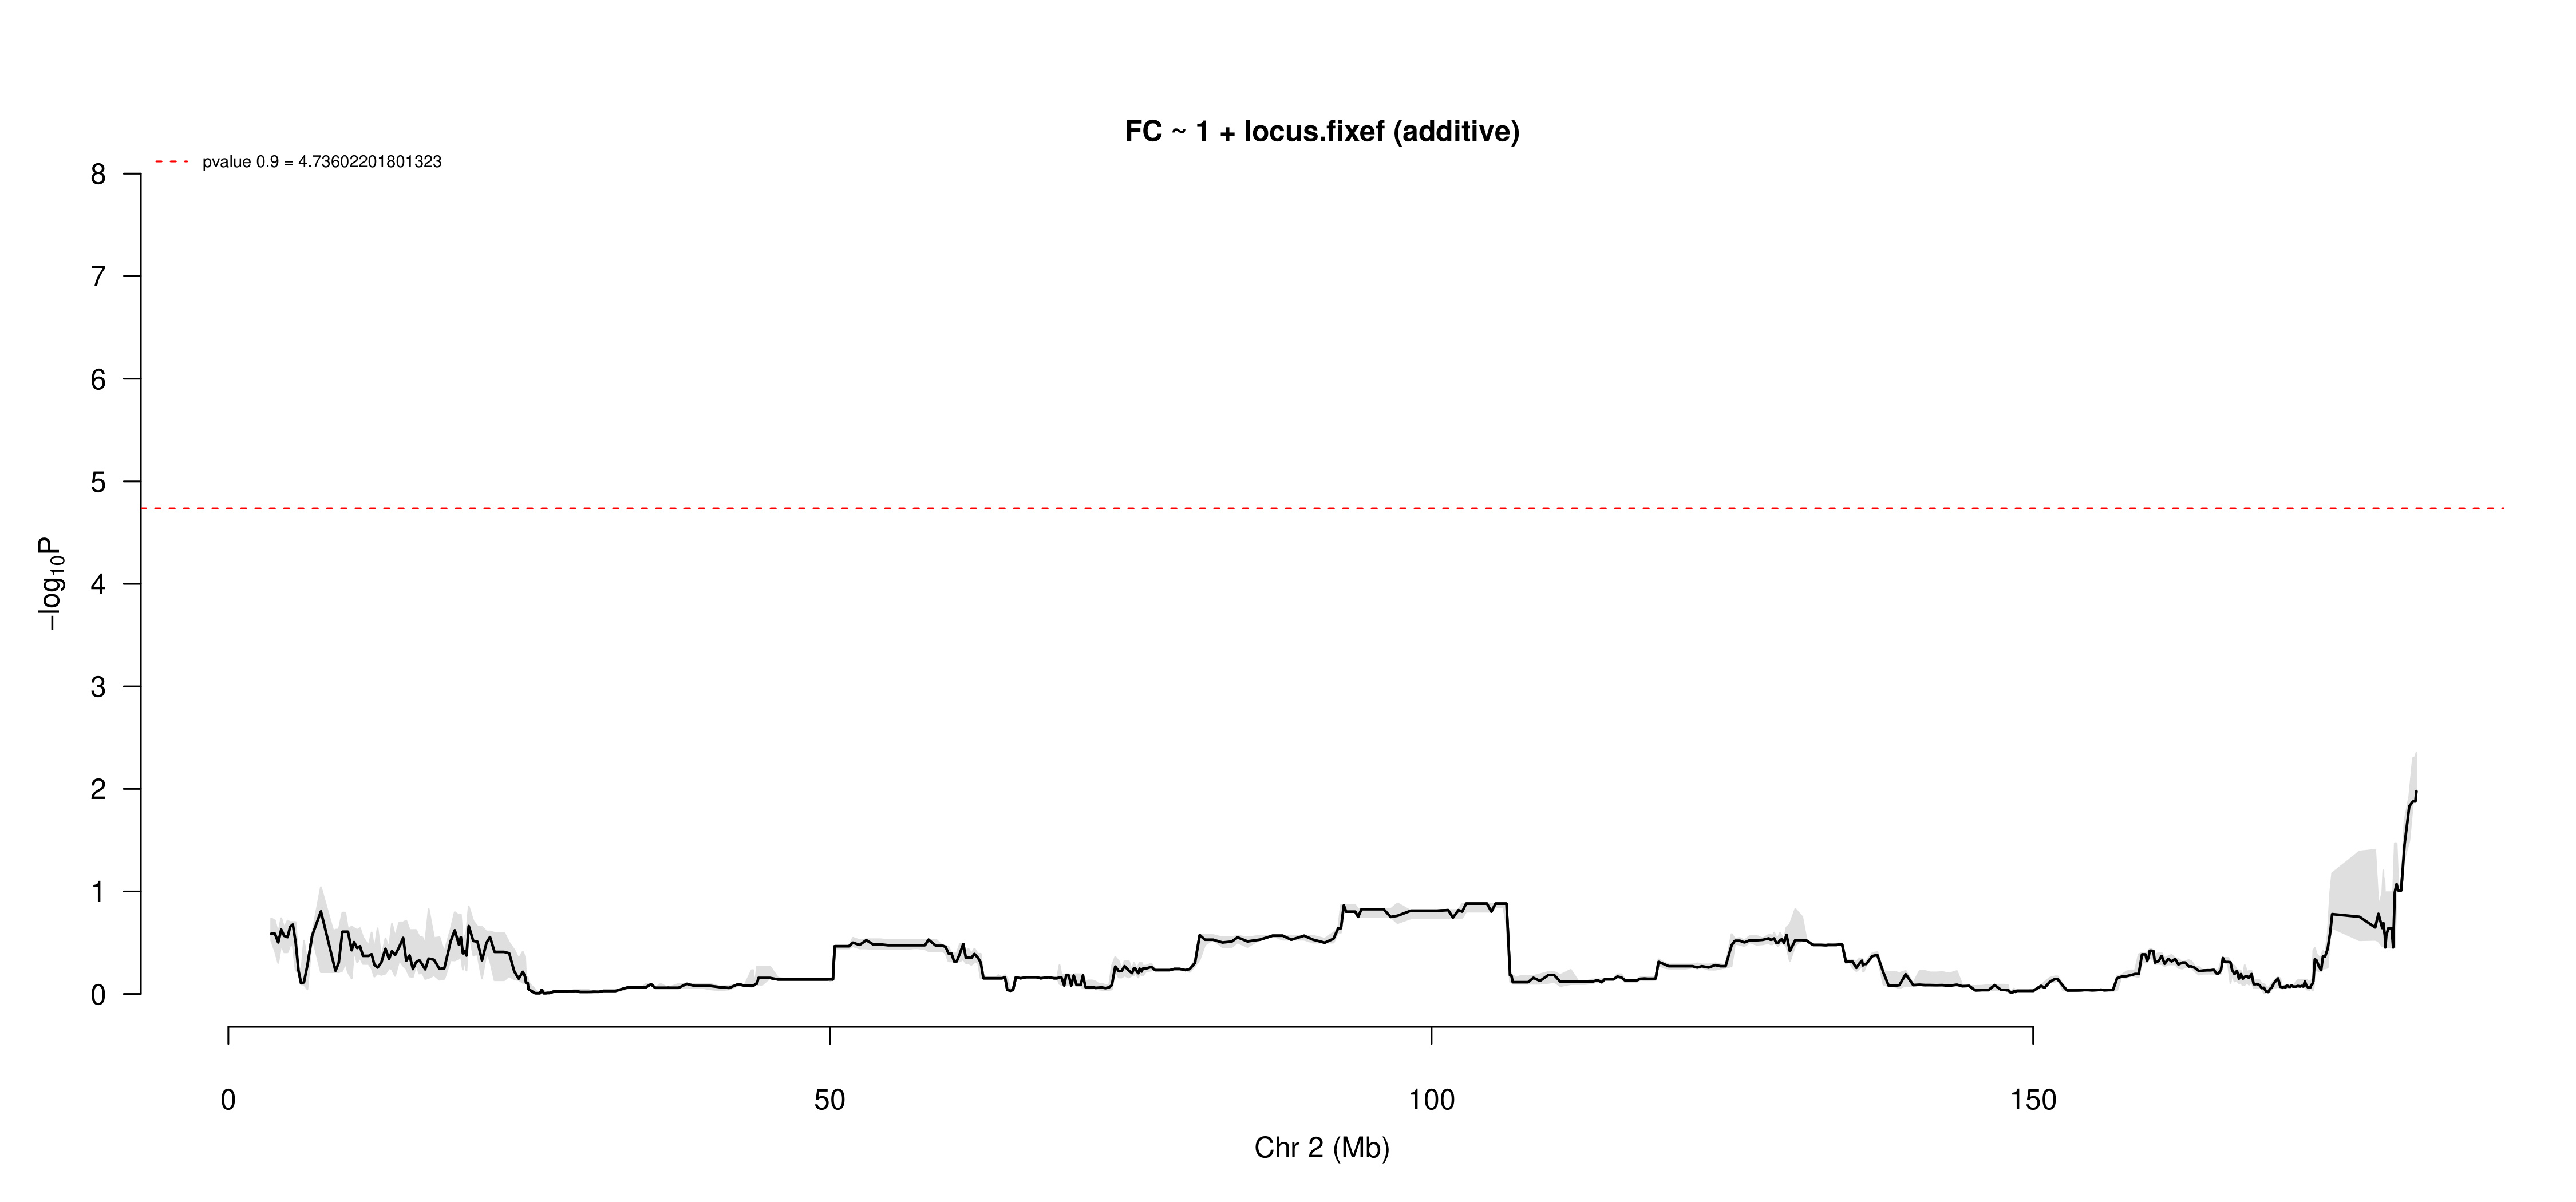 FC ~ 1 + locus.fixef (additive)
pvalue 0.9 = 4.73602201801323
8
7
6
5
4
3
2
1
0
−log10P
0 50 100 150
Chr 2 (Mb)